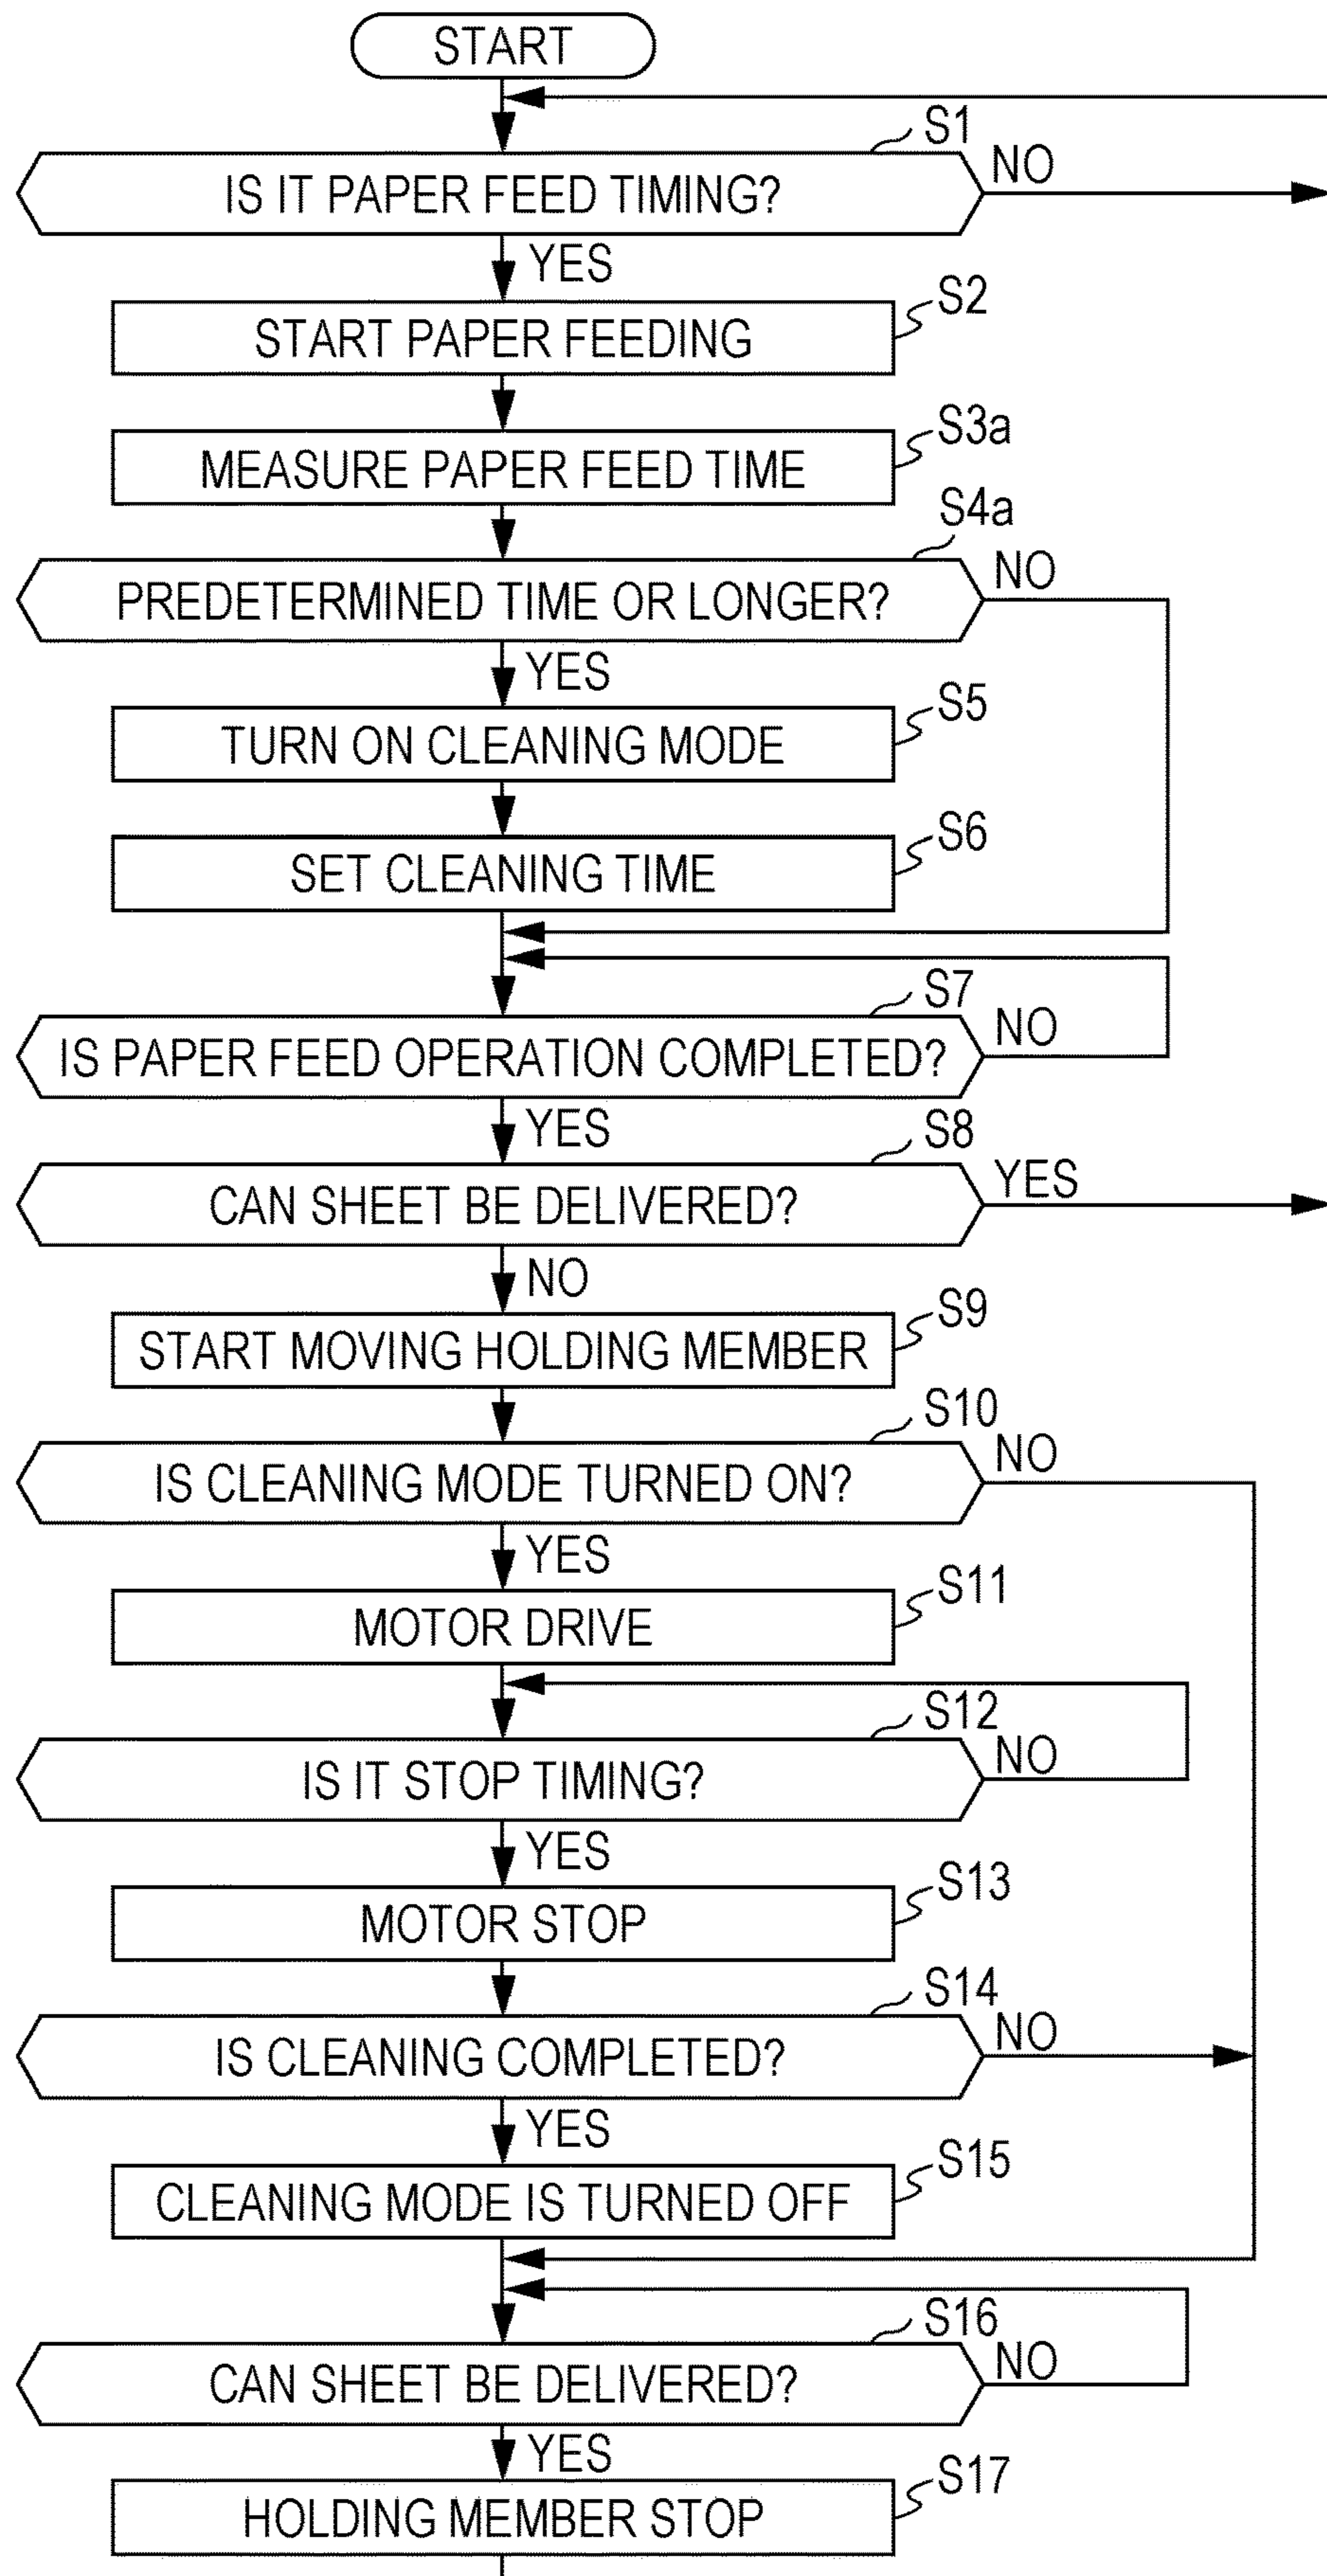 START
S1
IS IT PAPER FEED TIMING?
NO
YES
S2
START PAPER FEEDING
S3a
MEASURE PAPER FEED TIME
S4a
PREDETERMINED TIME OR LONGER?
NO
YES
S5
TURN ON CLEANING MODE
S6
SET CLEANING TIME
S7
IS PAPER FEED OPERATION COMPLETED?
NO
YES
S8
CAN SHEET BE DELIVERED?
YES
NO
S9
START MOVING HOLDING MEMBER
S10
IS CLEANING MODE TURNED ON?
NO
YES
S11
MOTOR DRIVE
S12
IS IT STOP TIMING?
NO
YES
S13
MOTOR STOP
S14
IS CLEANING COMPLETED?
NO
YES
S15
CLEANING MODE IS TURNED OFF
S16
CAN SHEET BE DELIVERED?
NO
YES
S17
HOLDING MEMBER STOP